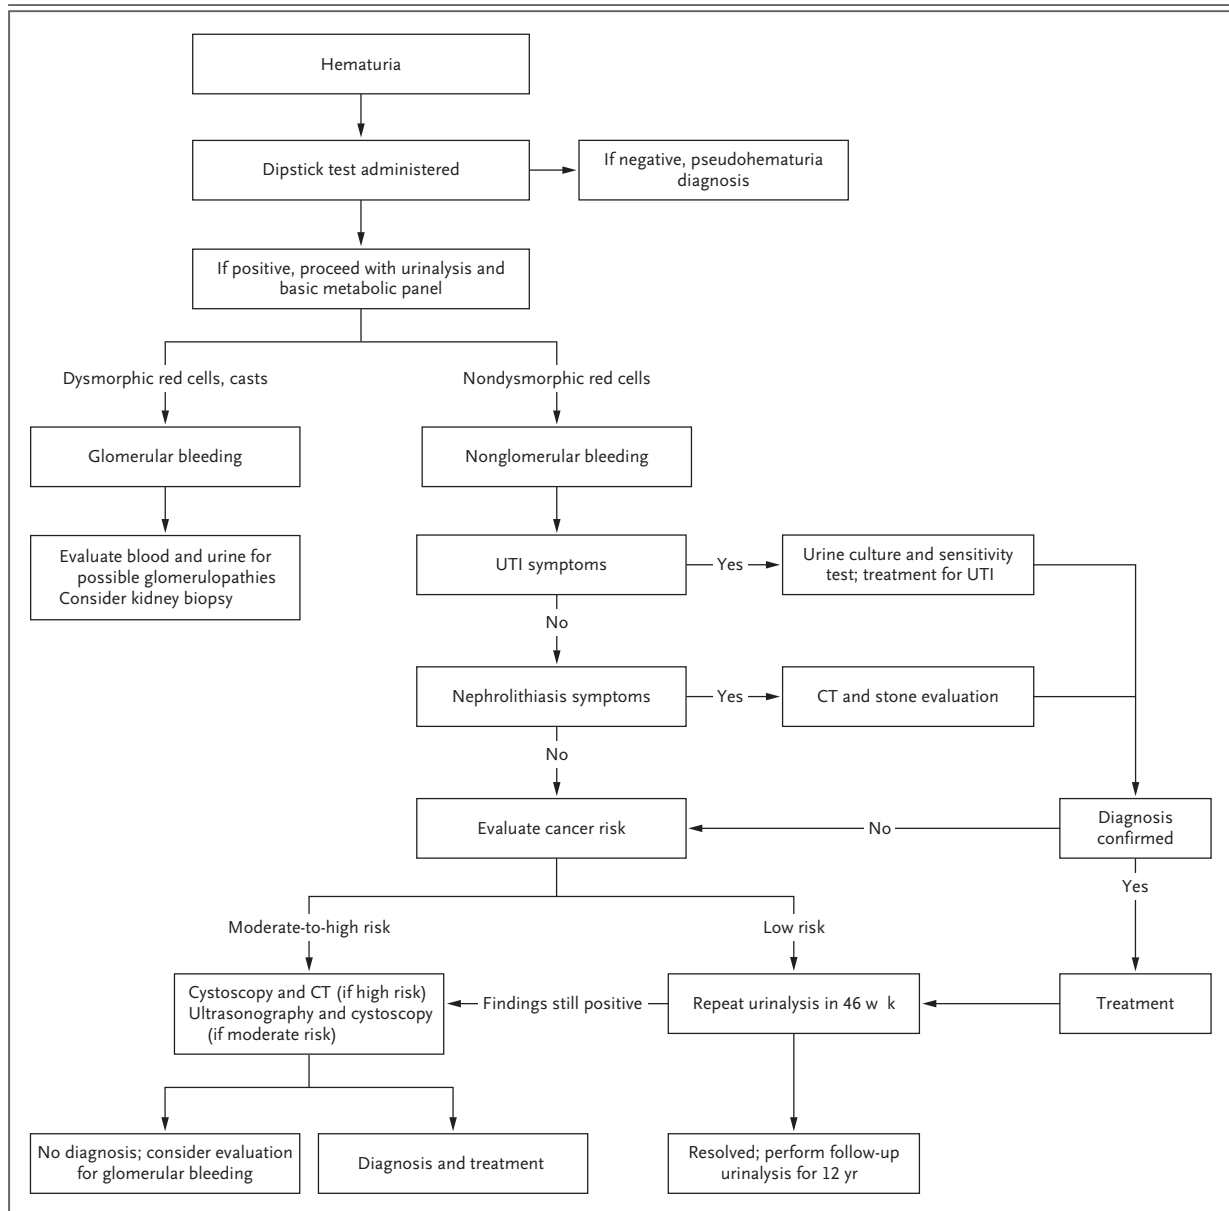 Hematuria
Dipstick test administered
If negative, pseudohematuria
diagnosis
If positive, proceed with urinalysis and
basic metabolic panel
Dysmorphic red cells, casts
Nondysmorphic red cells
Glomerular bleeding
Nonglomerular bleeding
Evaluate blood and urine for
possible glomerulopathies
Consider kidney biopsy
UTI symptoms
Yes
Urine culture and sensitivity
test; treatment for UTI
No
Nephrolithiasis symptoms
Yes
CT and stone evaluation
No
Evaluate cancer risk
No
Diagnosis
confirmed
Yes
Moderate-to-high risk
Low risk
Cystoscopy and CT (if high risk)
Ultrasonography and cystoscopy
(if moderate risk)
Findings still positive
Repeat urinalysis in 46 w k
Treatment
No diagnosis; consider evaluation
for glomerular bleeding
Diagnosis and treatment
Resolved; perform follow-up
urinalysis for 12 yr